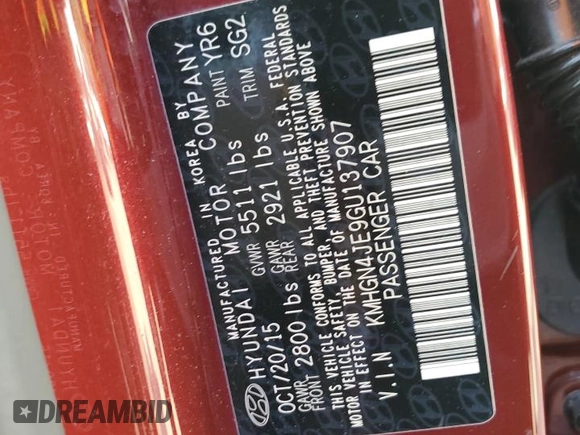 MANUFACTURED IN KOREA BY
HYUNDAI MOTOR COMPANY
OCT/20/15 GVWR 5511 lbs PAINT YR6
GAWR FRONT 2800 lbs GAWR REAR 2921 lbs TRIM SG2
THIS VEHICLE CONFORMS TO ALL APPLICABLE U.S.A. FEDERAL
MOTOR VEHICLE SAFETY, BUMPER, AND THEFT PREVENTION STANDARDS
IN EFFECT ON THE DATE OF MANUFACTURE SHOWN ABOVE
V.I.N KMHGN4JE9GU137907
PASSENGER CAR
DREAMBID